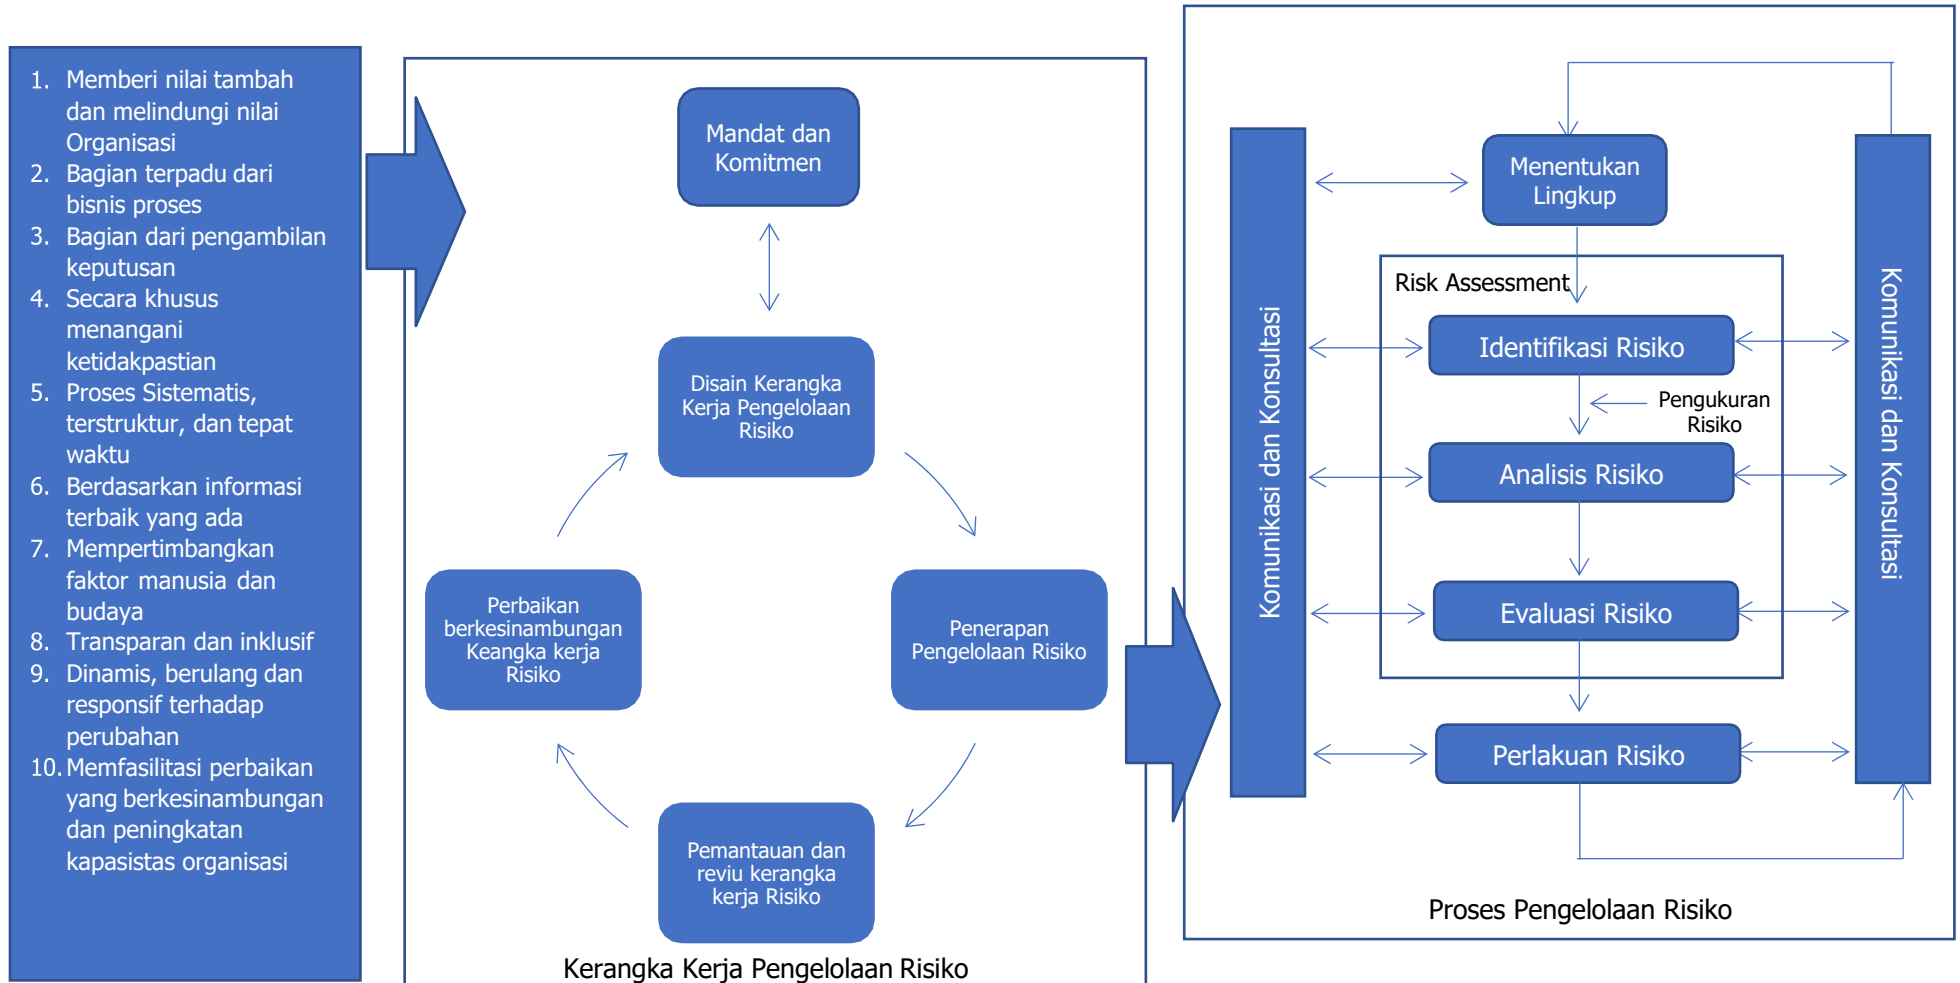 1. Memberi nilai tambah
dan melindungi nilai
Organisasi
2. Bagian terpadu dari
bisnis proses
3. Bagian dari pengambilan
keputusan
4. Secara khusus
menangani
ketidakpastian
5. Proses Sistematis,
terstruktur, dan tepat
waktu
6. Berdasarkan informasi
terbaik yang ada
7. Mempertimbangkan
faktor manusia dan
budaya
8. Transparan dan inklusif
9. Dinamis, berulang dan
responsif terhadap
perubahan
10. Memfasilitasi perbaikan
yang berkesinambungan
dan peningkatan
kapasistas organisasi
Mandat dan
Komitmen
Disain Kerangka
Kerja Pengelolaan
Risiko
Penerapan
Pengelolaan Risiko
Pemantauan dan
reviu kerangka
kerja Risiko
Perbaikan
berkesinambungan
Keangka kerja
Risiko
Kerangka Kerja Pengelolaan Risiko
Komunikasi dan Konsultasi
Menentukan
Lingkup
Risk Assessment
Identifikasi Risiko
Pengukuran
Risiko
Analisis Risiko
Evaluasi Risiko
Perlakuan Risiko
Komunikasi dan Konsultasi
Proses Pengelolaan Risiko